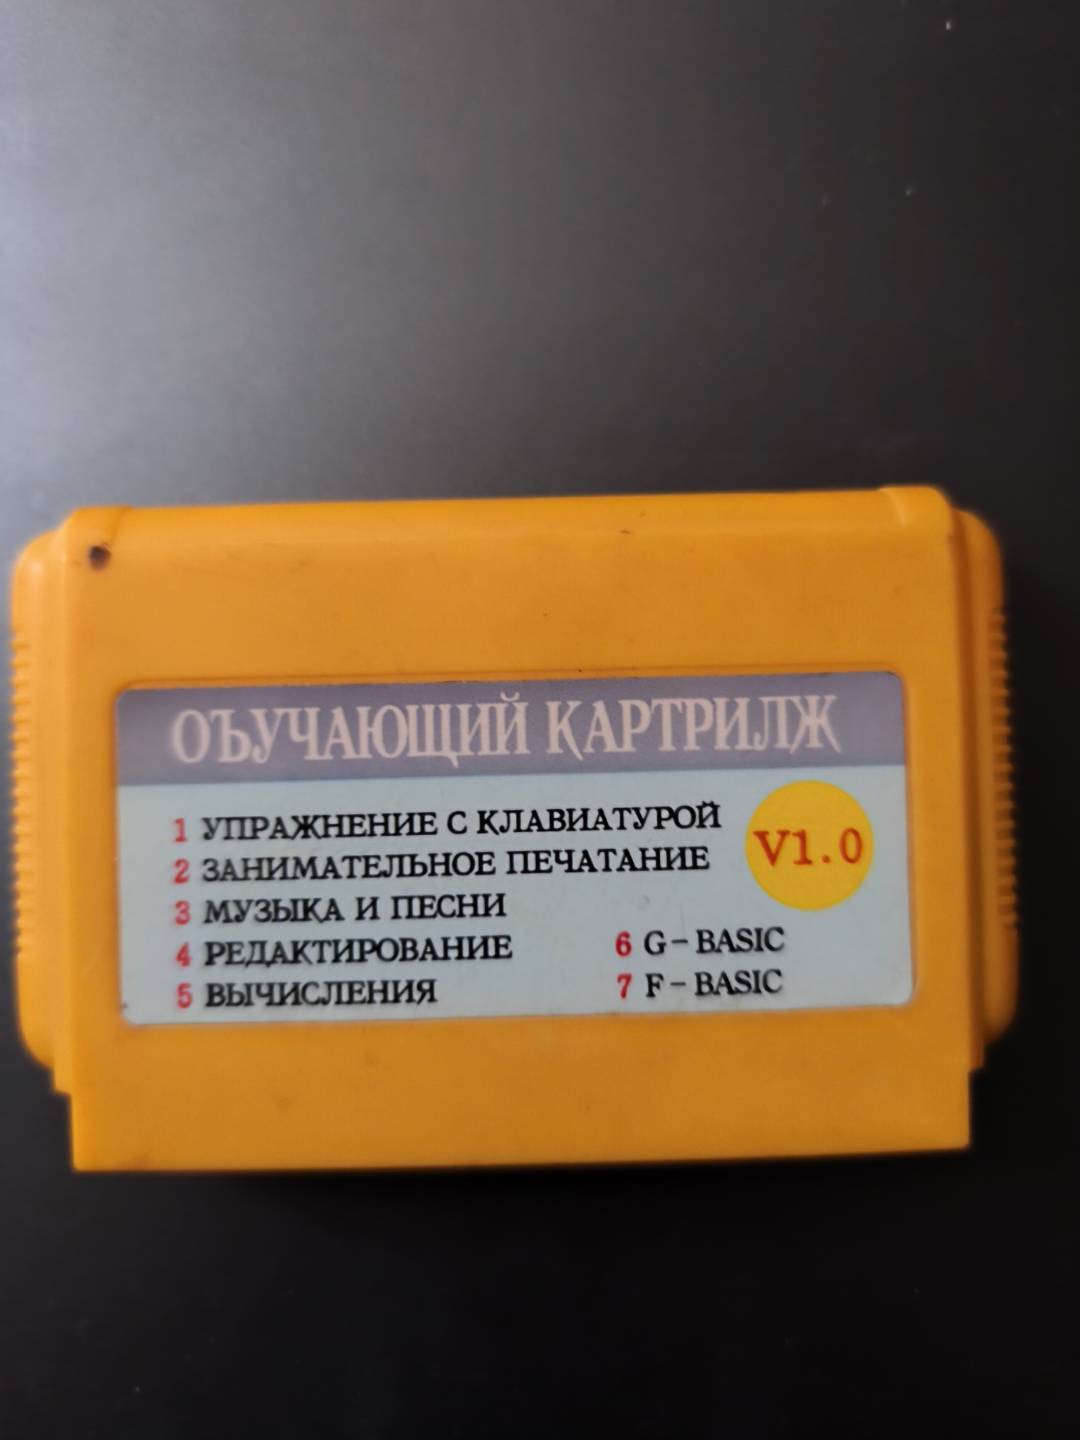 ОЪУЧАЮЩИЙ КАРТРИЛЖ
1 УПРАЖНЕНИЕ С КЛАВИАТУРОЙ
V1.0
2 ЗАНИМАТЕЛЬНОЕ ПЕЧАТАНИЕ
3 МУЗЫКА И ПЕСНИ
4 РЕДАКТИРОВАНИЕ
5 ВЫЧИСЛЕНИЯ
6 G-BASIC
7 F-BASIC